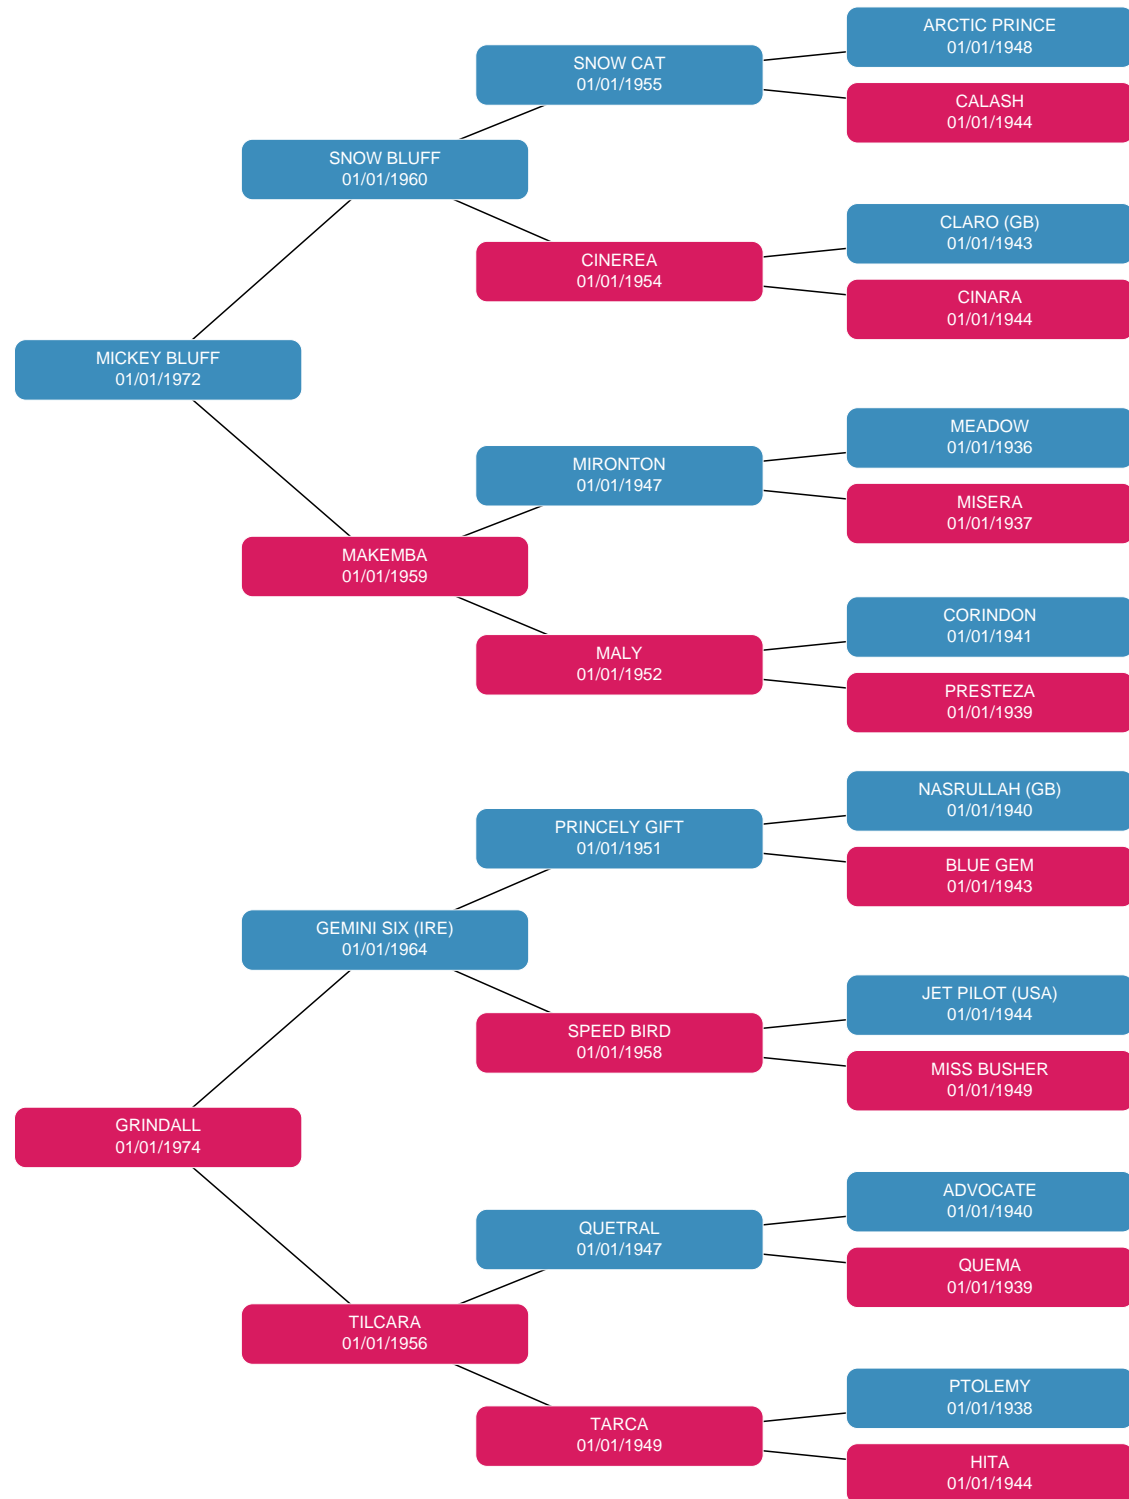 ARCTIC PRINCE
01/01/1948
SNOW CAT
01/01/1955
CALASH
01/01/1944
SNOW BLUFF
01/01/1960
CLARO (GB)
01/01/1943
CINEREA
01/01/1954
CINARA
01/01/1944
MICKEY BLUFF
01/01/1972
MEADOW
01/01/1936
MIRONTON
01/01/1947
MISERA
01/01/1937
MAKEMBA
01/01/1959
CORINDON
01/01/1941
MALY
01/01/1952
PRESTEZA
01/01/1939
NASRULLAH (GB)
01/01/1940
PRINCELY GIFT
01/01/1951
BLUE GEM
01/01/1943
GEMINI SIX (IRE)
01/01/1964
JET PILOT (USA)
01/01/1944
SPEED BIRD
01/01/1958
MISS BUSHER
01/01/1949
GRINDALL
01/01/1974
ADVOCATE
01/01/1940
QUETRAL
01/01/1947
QUEMA
01/01/1939
TILCARA
01/01/1956
PTOLEMY
01/01/1938
TARCA
01/01/1949
HITA
01/01/1944